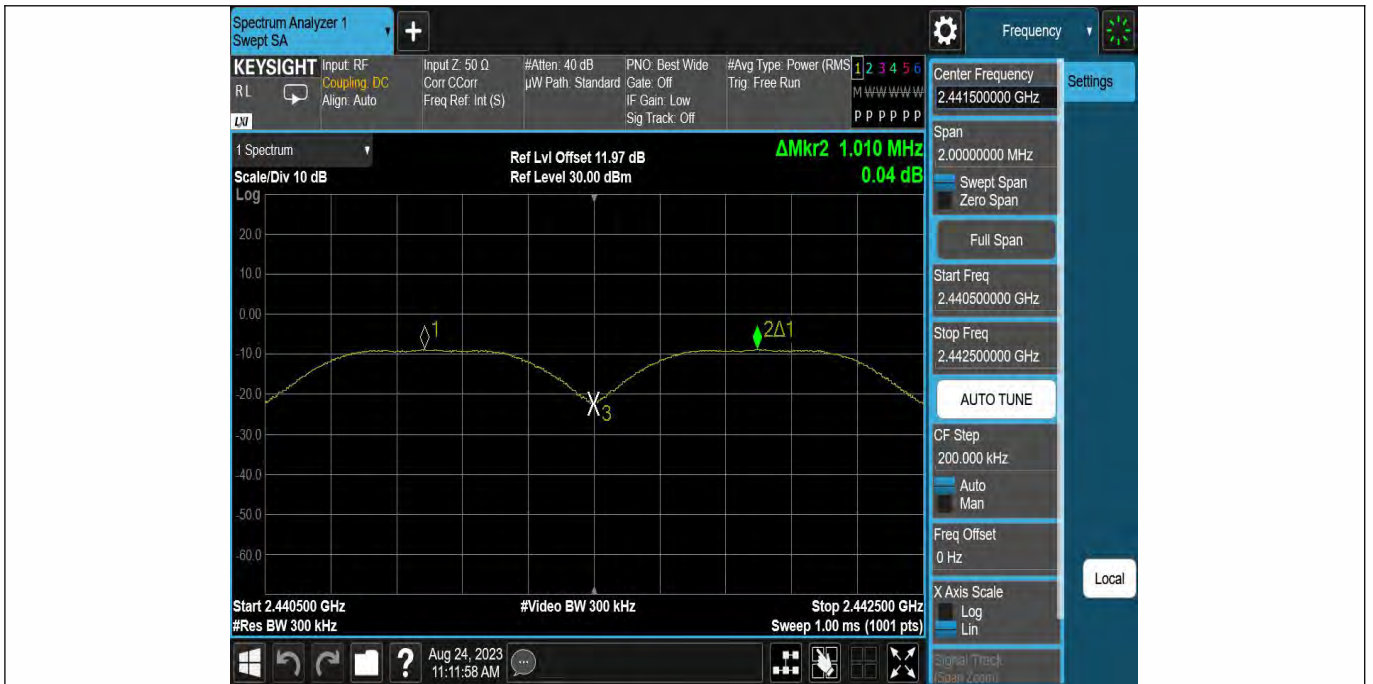 Spectrum Analyzer 1
Swept SA
+
Frequency
KEYSIGHT
RL
LXI
Input: RF
Coupling: DC
Align: Auto
Input Z: 50 Ω
Corr CCorr
Freq Ref: Int (S)
#Atten: 40 dB
µW Path: Standard
PNO: Best Wide
Gate: Off
IF Gain: Low
Sig Track: Off
#Avg Type: Power (RMS
Trig: Free Run
1 2 3 4 5 6
M W W W W W
P P P P P P
1 Spectrum
Scale/Div 10 dB
Log
Ref Lvl Offset 11.97 dB
Ref Level 30.00 dBm
ΔMkr2 1.010 MHz
0.04 dB
20.0
10.0
0.00
-10.0
-20.0
-30.0
-40.0
-50.0
-60.0
1
2Δ1
3
Start 2.440500 GHz
#Res BW 300 kHz
#Video BW 300 kHz
Stop 2.442500 GHz
Sweep 1.00 ms (1001 pts)
Center Frequency
2.441500000 GHz
Settings
Span
2.00000000 MHz
Swept Span
Zero Span
Full Span
Start Freq
2.440500000 GHz
Stop Freq
2.442500000 GHz
AUTO TUNE
CF Step
200.000 kHz
Auto
Man
Freq Offset
0 Hz
X Axis Scale
Log
Lin
Signal Track
(Span Zoom)
Local
?
Aug 24, 2023
11:11:58 AM